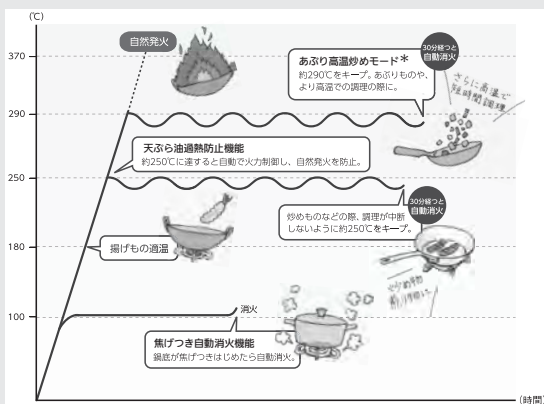 (℃)
370
290
250
180
100
(時間)
自然発火
30分経つと
自動消火
あぶり高温炒めモード＊
約290℃をキープ。あぶりものや、
より高温での調理の際に。
さらに高温で
短時間調理
天ぷら油過熱防止機能
約250℃に達すると自動で火力制御し、自然発火を防止。
30分経つと
自動消火
炒めものなどの際、調理が中断
しないように約250℃をキープ。
揚げもの適温
消火
焦げつき自動消火機能
鍋底が焦げつきはじめたら自動消火。